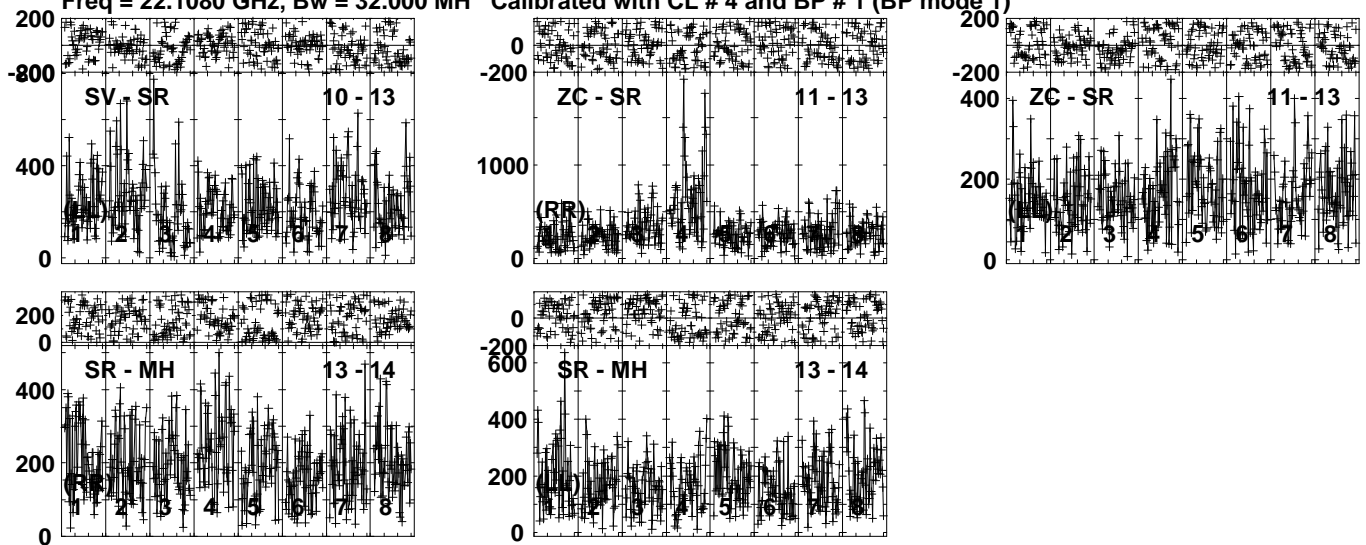 Freq = 22.1080 GHz, Bw = 32.000 MH Calibrated with CL # 4 and BP # 1 (BP mode 1)
200
SV - SR 10 - 13
400
(LL)
1 2 3 4 5 6 7 8
0
0
-200
ZC - SR 11 - 13
1000
(RR)
4
0
200
0
-200
400
ZC - SR 11 - 13
200
(LL)
1 2 3 4 5 6 7 8
0
200
0
SR - MH 13 - 14
400
200
(RR)
1 2 3 4 5 6 7 8
0
0
-200
600
SR - MH 13 - 14
400
200
(LL)
1 2 3 4 5 6 7 8
0